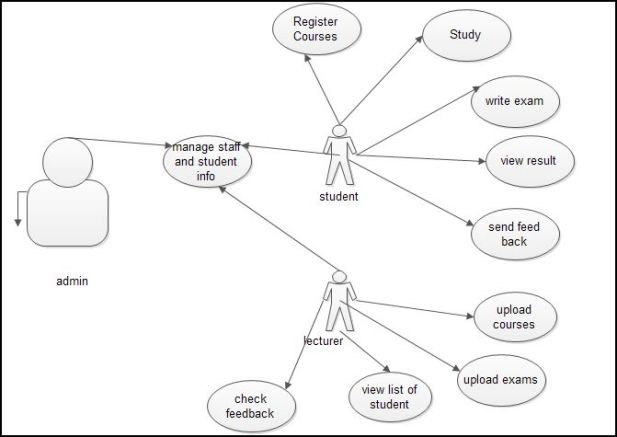 Register
Courses
Study
write exam
manage staff
and student
info
view result
student
send feed
back
admin
upload
courses
lecturer
upload exams
view list of
student
check
feedback